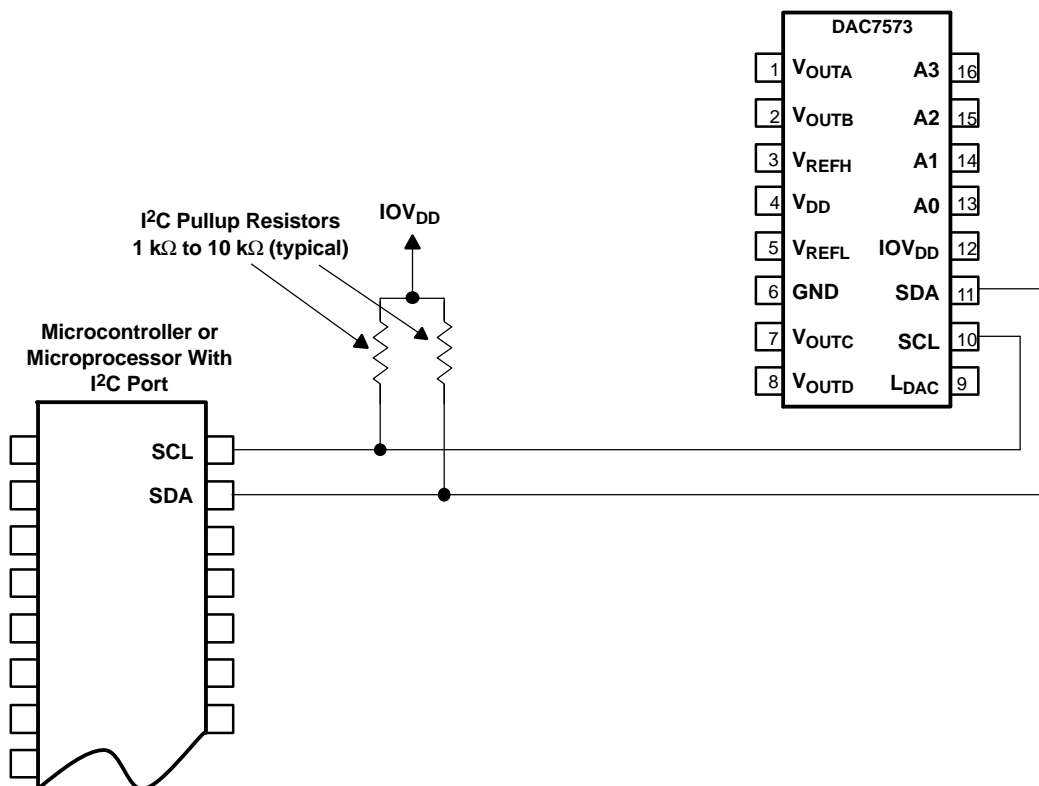 DAC7573
1 VOUTA A3 16
2 VOUTB A2 15
3 VREFH A1 14
4 VDD A0 13
5 VREFL IOVDD 12
6 GND SDA 11
7 VOUTC SCL 10
8 VOUTD LDAC 9
I2C Pullup Resistors
1 kΩ to 10 kΩ (typical)
IOVDD
Microcontroller or
Microprocessor With
I2C Port
SCL
SDA